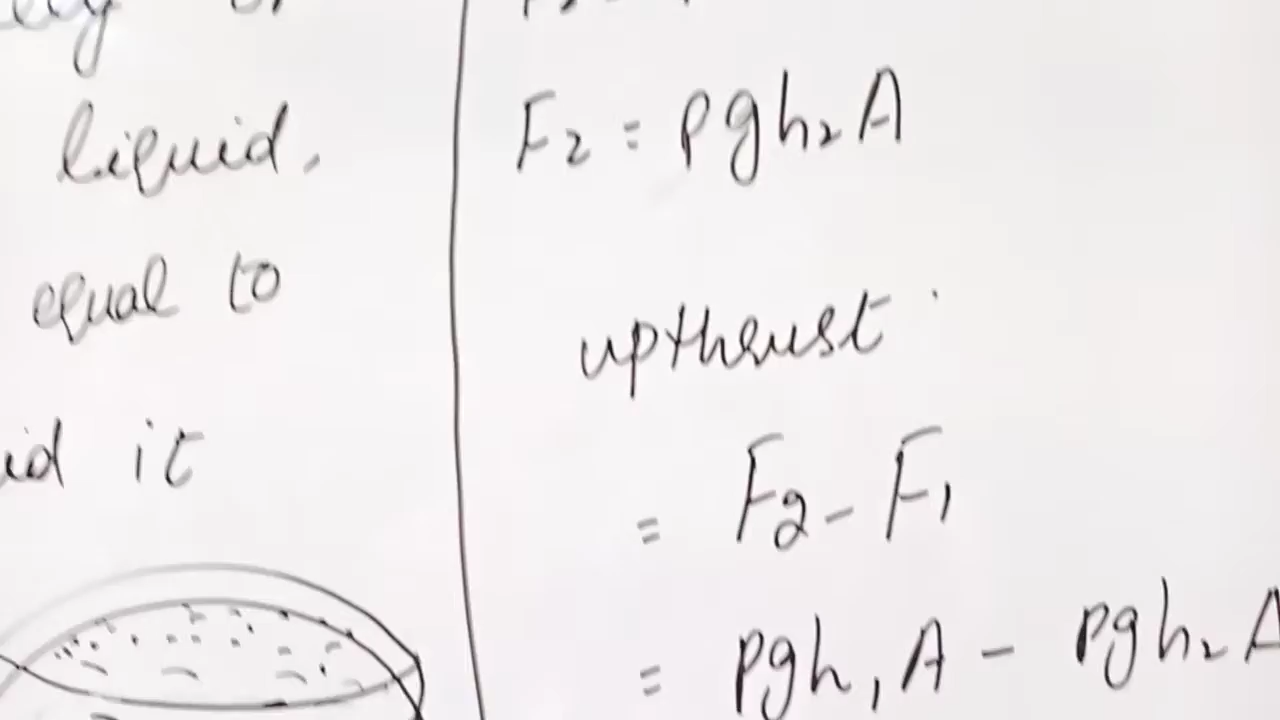 liquid.
equal to
it
F₂ = ρgh₂A
upthrust
= F₂ - F₁
= ρgh₁A - ρgh₂A